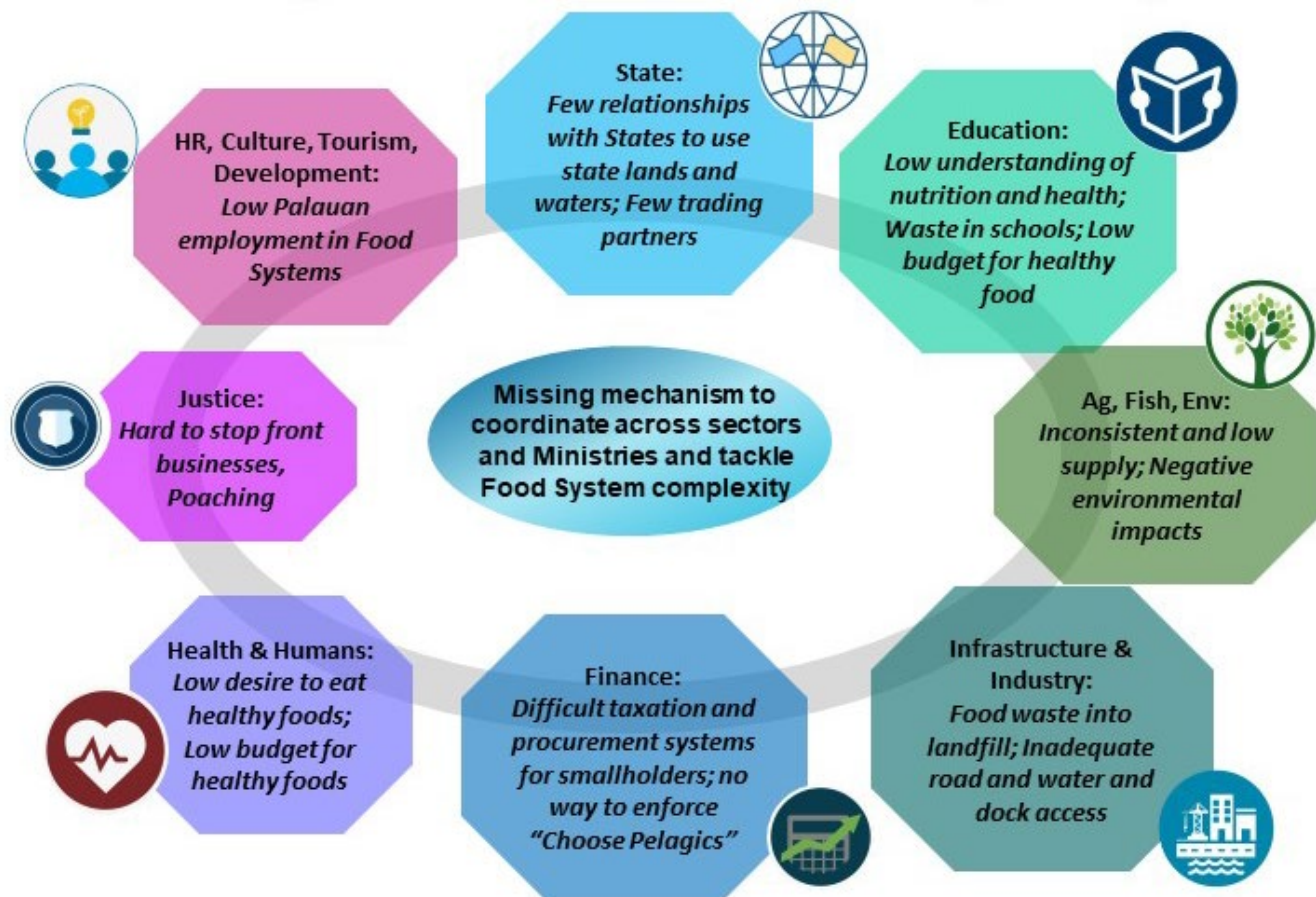 State:
Few relationships
with States to use
state lands and
waters; Few trading
partners
HR, Culture, Tourism,
Development:
Low Palauan
employment in Food
Systems
Education:
Low understanding of
nutrition and health;
Waste in schools; Low
budget for healthy
food
Justice:
Hard to stop front
businesses,
Poaching
Missing mechanism to
coordinate across sectors
and Ministries and tackle
Food System complexity
Ag, Fish, Env:
Inconsistent and low
supply; Negative
environmental
impacts
Health & Humans:
Low desire to eat
healthy foods;
Low budget for
healthy foods
Finance:
Difficult taxation and
procurement systems
for smallholders; no
way to enforce
“Choose Pelagics”
Infrastructure &
Industry:
Food waste into
landfill; Inadequate
road and water and
dock access